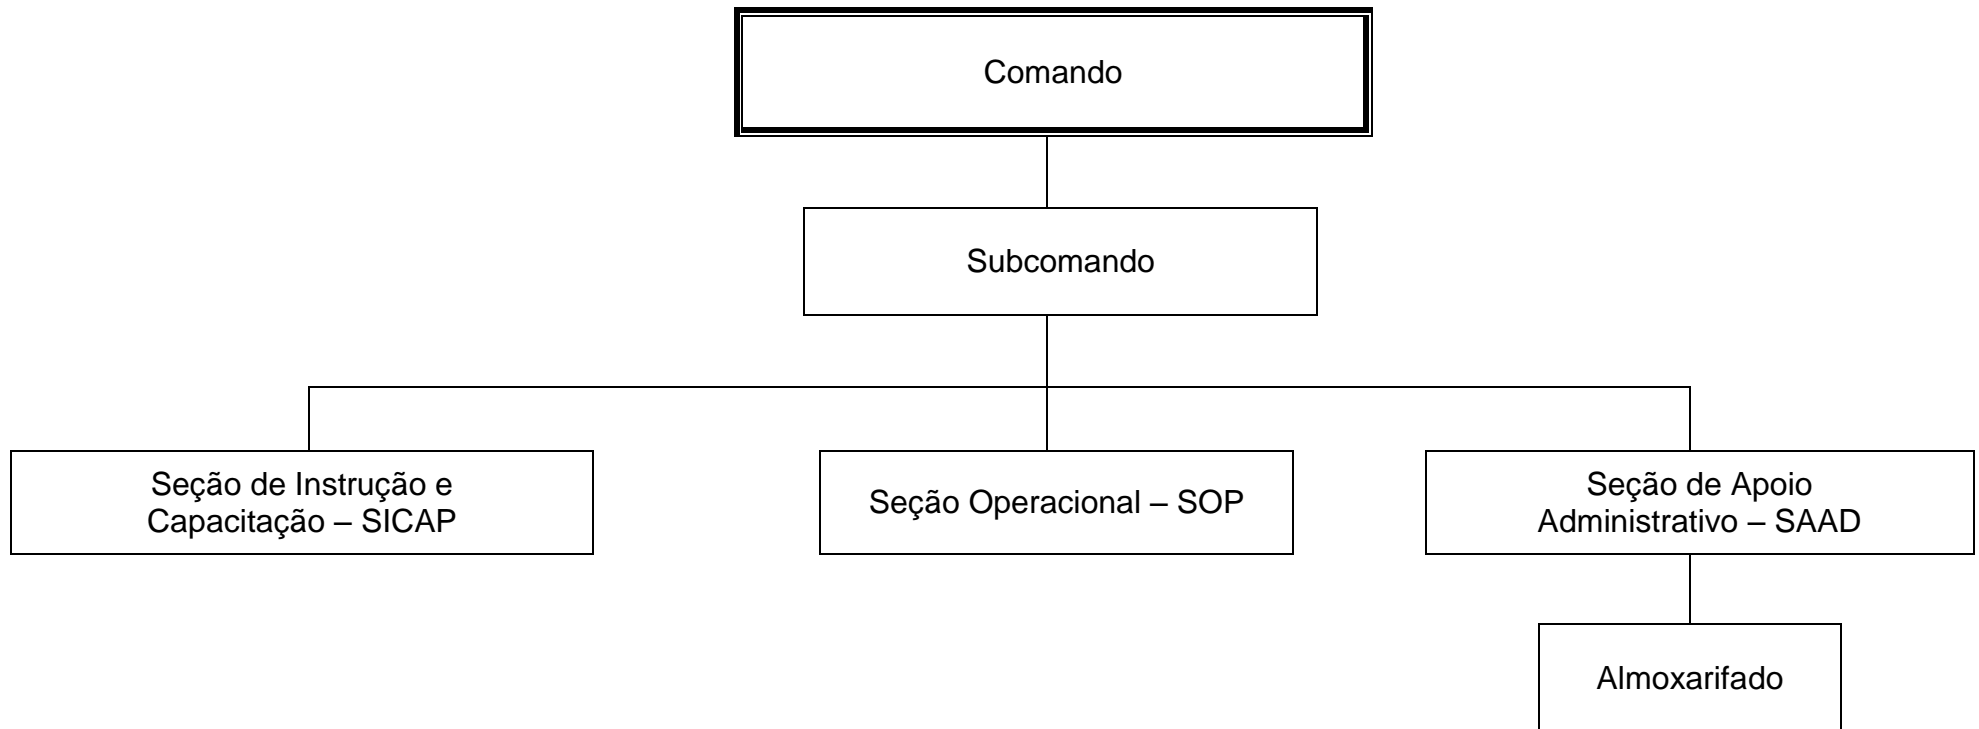 Comando
Subcomando
Seção de Instrução e
Capacitação – SICAP
Seção Operacional – SOP
Seção de Apoio
Administrativo – SAAD
Almoxarifado